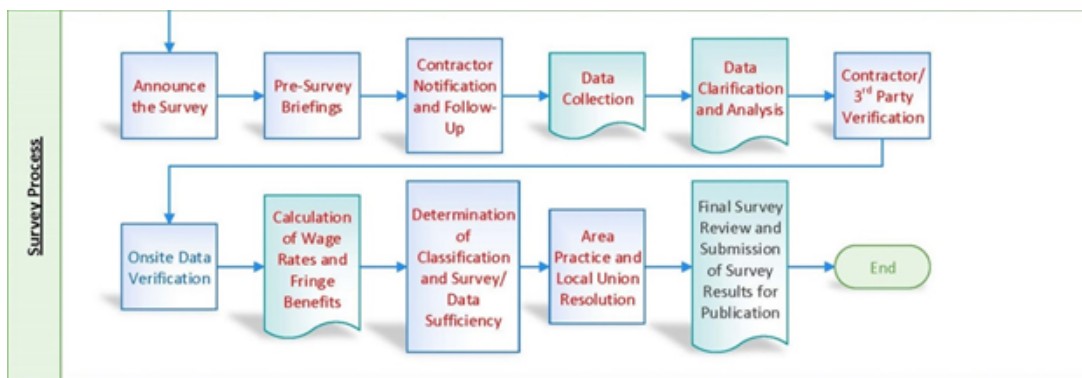 Survey Process
Announce
the Survey
Pre-Survey
Briefings
Contractor
Notification
and Follow-
Up
Data
Collection
Data
Clarification
and Analysis
Contractor/
3rd Party
Verification
Onsite Data
Verification
Calculation
of Wage
Rates and
Fringe
Benefits
Determination
of
Classification
and Survey/
Data
Sufficiency
Area
Practice and
Local Union
Resolution
Final Survey
Review and
Submission
of Survey
Results for
Publication
End